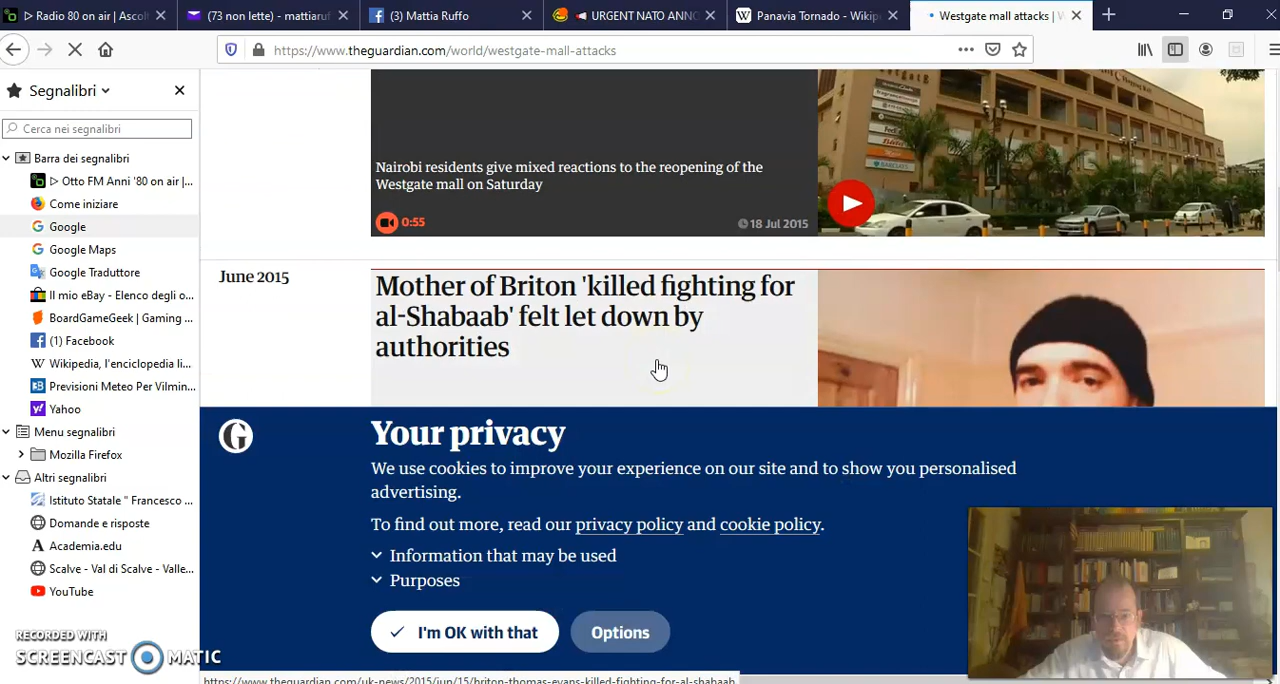 ▷ Radio 80 on air | Ascolt
(73 non lette) - mattiaruf
(3) Mattia Ruffo
URGENT NATO ANNO
Panavia Tornado - Wikip
Westgate mall attacks | W
https://www.theguardian.com/world/westgate-mall-attacks
Segnalibri
Cerca nei segnalibri
Barra dei segnalibri
▷ Otto FM Anni '80 on air |...
Come iniziare
Google
Google Maps
Google Traduttore
Il mio eBay - Elenco degli o...
BoardGameGeek | Gaming ...
(1) Facebook
Wikipedia, l'enciclopedia li...
Previsioni Meteo Per Vilmin...
Yahoo
Menu segnalibri
Mozilla Firefox
Altri segnalibri
Istituto Statale " Francesco ...
Domande e risposte
Academia.edu
Scalve - Val di Scalve - Valle...
YouTube
RECORDED WITH
SCREENCAST MATIC
Nairobi residents give mixed reactions to the reopening of the
Westgate mall on Saturday
0:55
18 Jul 2015
June 2015
Mother of Briton 'killed fighting for
al-Shabaab' felt let down by
authorities
Your privacy
We use cookies to improve your experience on our site and to show you personalised
advertising.
To find out more, read our privacy policy and cookie policy.
Information that may be used
Purposes
I'm OK with that
Options
https://www.theguardian.com/uk-news/2015/jun/15/briton-thomas-evans-killed-fighting-for-al-shabaab